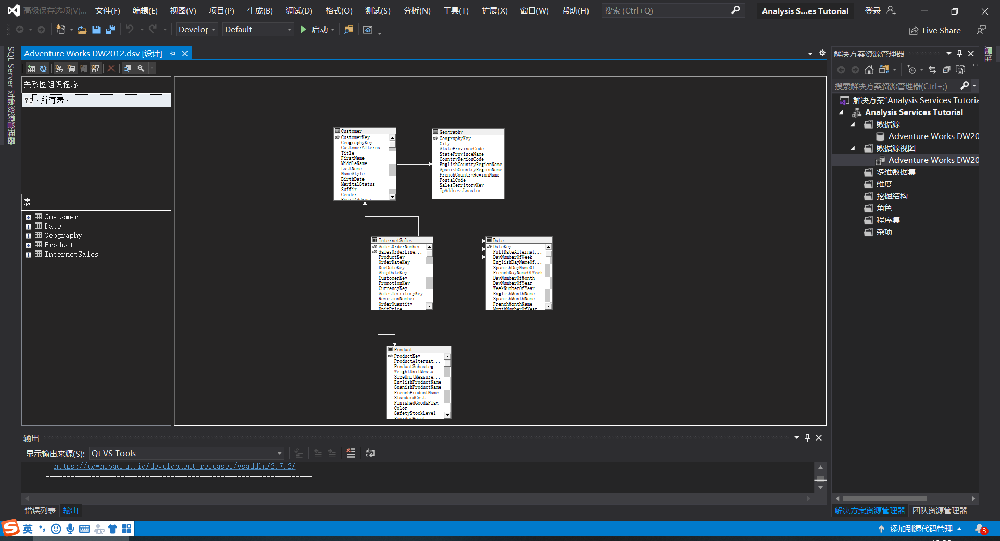 高级保存选项(V)... 文件(F) 编辑(E) 视图(V) 项目(P) 生成(B) 调试(D) 格式(O) 测试(S) 分析(N) 工具(T) 扩展(X) 窗口(W) 帮助(H) 搜索 (Ctrl+Q) Analysis S...es Tutorial 登录
Develop Default 启动 Live Share
SQL Server 对象资源管理器
Adventure Works DW2012.dsv [设计]
关系图组织程序
<所有表>
表
Customer
Date
Geography
Product
InternetSales
Customer
CustomerKey
GeographyKey
CustomerAlterna...
Title
FirstName
MiddleName
LastName
NameStyle
BirthDate
MaritalStatus
Suffix
Gender
EmailAddress
Geography
GeographyKey
City
StateProvinceCode
StateProvinceName
CountryRegionCode
EnglishCountryRegionName
SpanishCountryRegionName
FrenchCountryRegionName
PostalCode
SalesTerritoryKey
IpAddressLocator
InternetSales
SalesOrderNumber
SalesOrderLine...
ProductKey
OrderDateKey
DueDateKey
ShipDateKey
CustomerKey
PromotionKey
CurrencyKey
SalesTerritoryKey
RevisionNumber
OrderQuantity
UnitPrice
Date
DateKey
FullDateAlternat...
DayNumberOfWeek
EnglishDayNameOf...
SpanishDayNameOf...
FrenchDayNameOfWeek
DayNumberOfMonth
DayNumberOfYear
WeekNumberOfYear
EnglishMonthName
SpanishMonthName
FrenchMonthName
MonthNumberOfYear
Product
ProductKey
ProductAlternat...
ProductSubcateg...
WeightUnitMeasu...
SizeUnitMeasure...
EnglishProductName
SpanishProductName
FrenchProductName
StandardCost
FinishedGoodsFlag
Color
SafetyStockLevel
ReorderPoint
输出
显示输出来源(S): Qt VS Tools
https://download.qt.io/development_releases/vsaddin/2.7.2/
================================================================
错误列表 输出
解决方案资源管理器
搜索解决方案资源管理器(Ctrl+;)
解决方案"Analysis Services Tutoria
Analysis Services Tutorial
数据源
Adventure Works DW20
数据源视图
Adventure Works DW20
多维数据集
维度
挖掘结构
角色
程序集
杂项
解决方案资源管理器 团队资源管理器
属性
英
添加到源代码管理 3